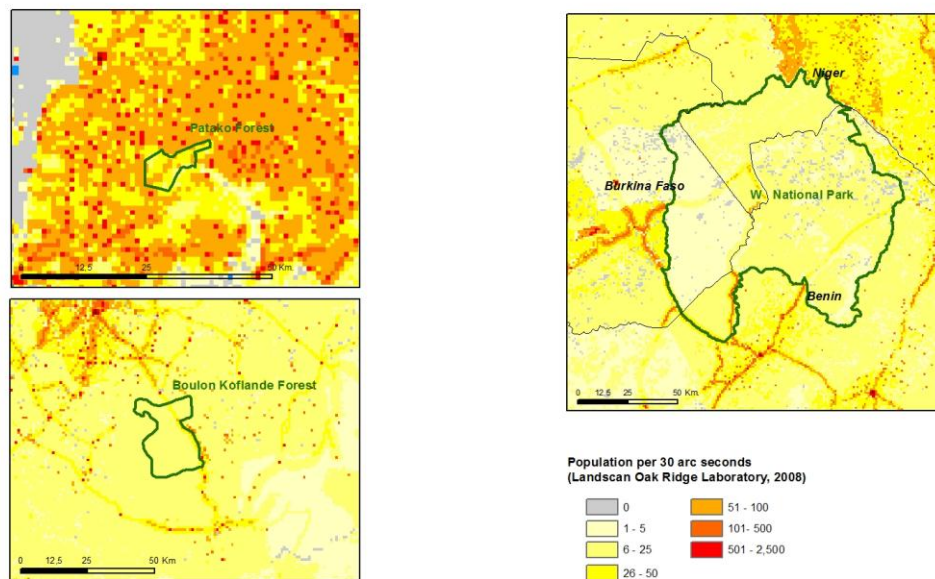 Patako Forest
0 12,5 25 50 Km.
Boulon Koflande Forest
0 12,5 25 50 Km
Niger
Burkina Faso
W National Park
Benin
0 12,5 25 50 Km
Population per 30 arc seconds
(Landscan Oak Ridge Laboratory, 2008)
0
1 - 5
6 - 25
26 - 50
51 - 100
101- 500
501 - 2,500